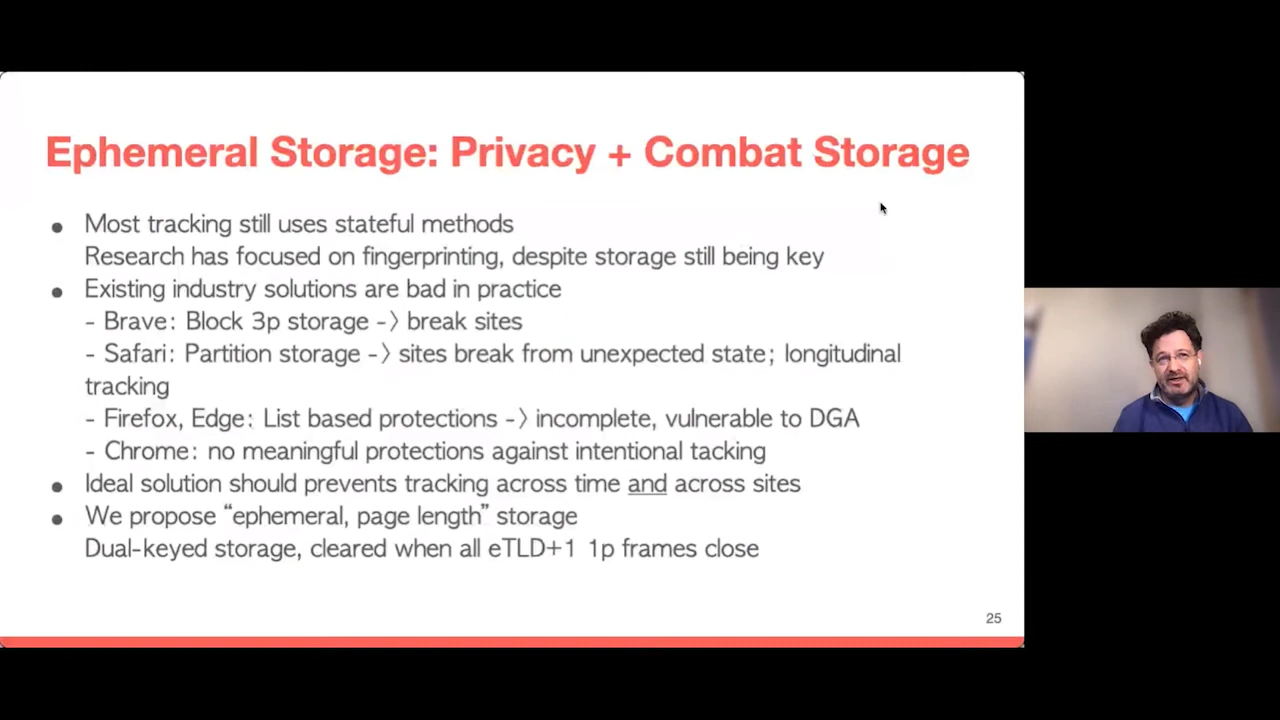 Ephemeral Storage: Privacy + Combat Storage
● Most tracking still uses stateful methods
Research has focused on fingerprinting, despite storage still being key
● Existing industry solutions are bad in practice
- Brave: Block 3p storage -> break sites
- Safari: Partition storage -> sites break from unexpected state; longitudinal
tracking
- Firefox, Edge: List based protections -> incomplete, vulnerable to DGA
- Chrome: no meaningful protections against intentional tacking
● Ideal solution should prevents tracking across time and across sites
● We propose “ephemeral, page length” storage
Dual-keyed storage, cleared when all eTLD+1 1p frames close
25